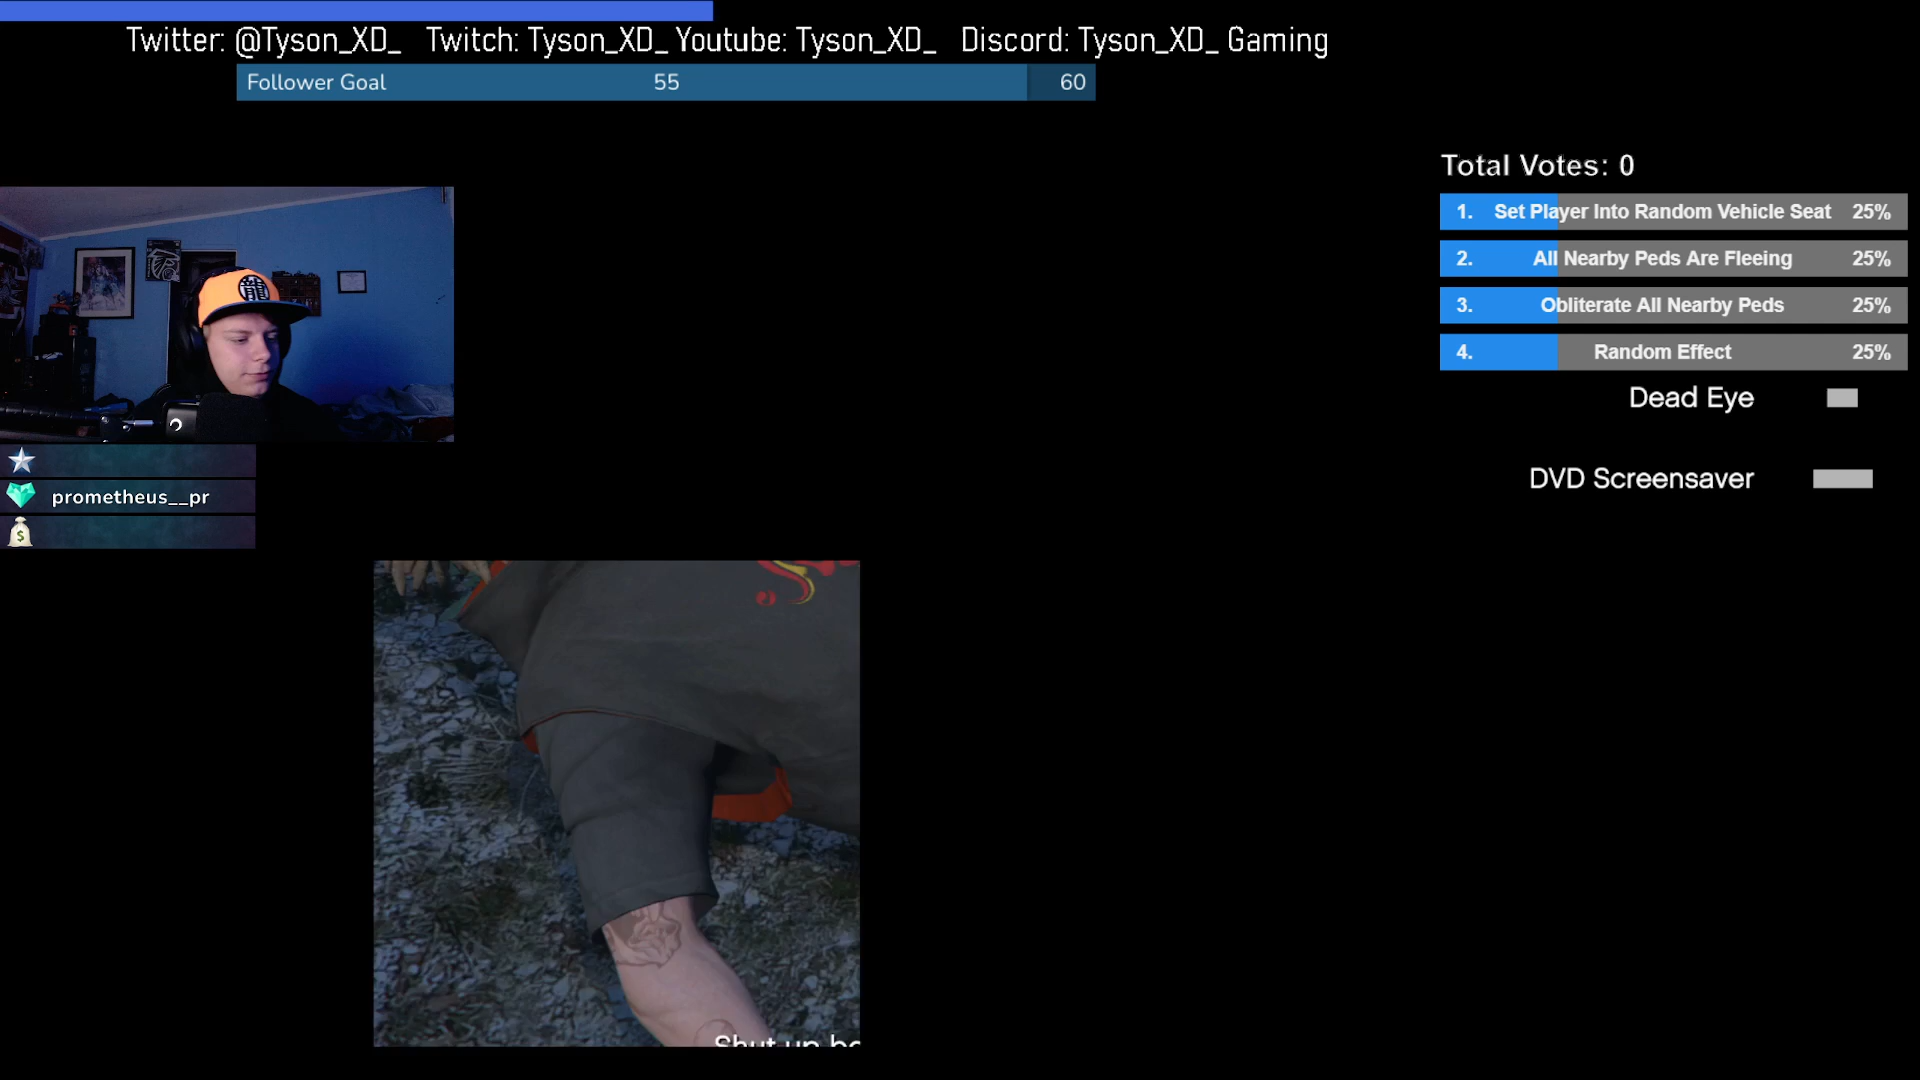 Twitter: @Tyson_XD_ Twitch: Tyson_XD_ Youtube: Tyson_XD_ Discord: Tyson_XD_ Gaming
Follower Goal 55 60
Total Votes: 0
1. Set Player Into Random Vehicle Seat 25%
2. All Nearby Peds Are Fleeing 25%
3. Obliterate All Nearby Peds 25%
4. Random Effect 25%
Dead Eye
DVD Screensaver
prometheus__pr
Shut up